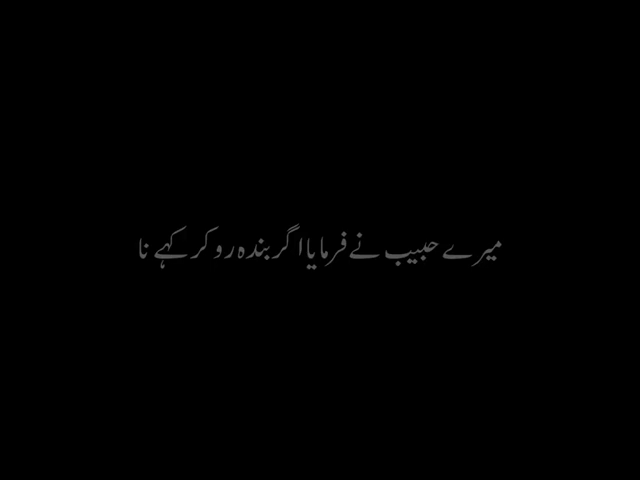 میرے حبیب نے فرمایا اگر بندہ رو کر کہے نا